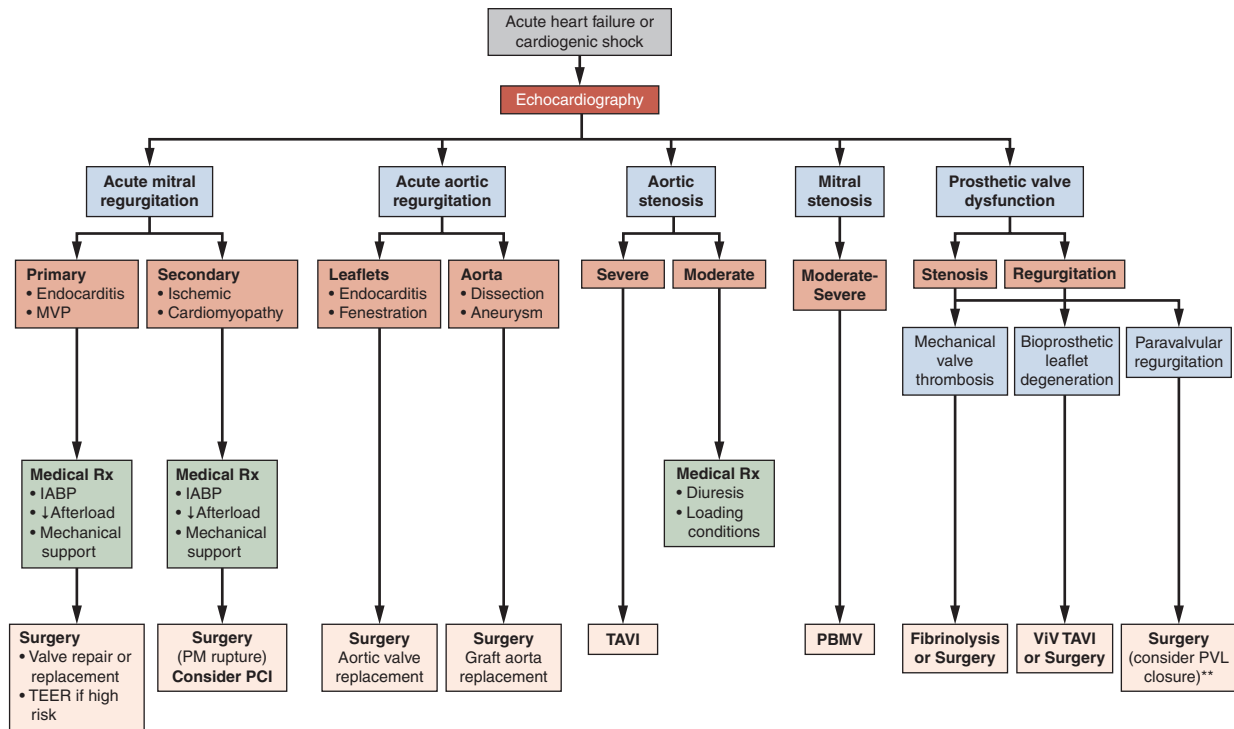 Acute heart failure or
cardiogenic shock
Echocardiography
Acute mitral
regurgitation
Acute aortic
regurgitation
Aortic
stenosis
Mitral
stenosis
Prosthetic valve
dysfunction
Primary
• Endocarditis
• MVP
Secondary
• Ischemic
• Cardiomyopathy
Leaflets
• Endocarditis
• Fenestration
Aorta
• Dissection
• Aneurysm
Severe
Moderate
Moderate-
Severe
Stenosis
Regurgitation
Mechanical
valve
thrombosis
Bioprosthetic
leaflet
degeneration
Paravalvular
regurgitation
Medical Rx
• IABP
• ↓Afterload
• Mechanical
support
Medical Rx
• IABP
• ↓Afterload
• Mechanical
support
Medical Rx
• Diuresis
• Loading
conditions
Surgery
• Valve repair or
replacement
• TEER if high
risk
Surgery
(PM rupture)
Consider PCI
Surgery
Aortic valve
replacement
Surgery
Graft aorta
replacement
TAVI
PBMV
Fibrinolysis
or Surgery
ViV TAVI
or Surgery
Surgery
(consider PVL
closure)**